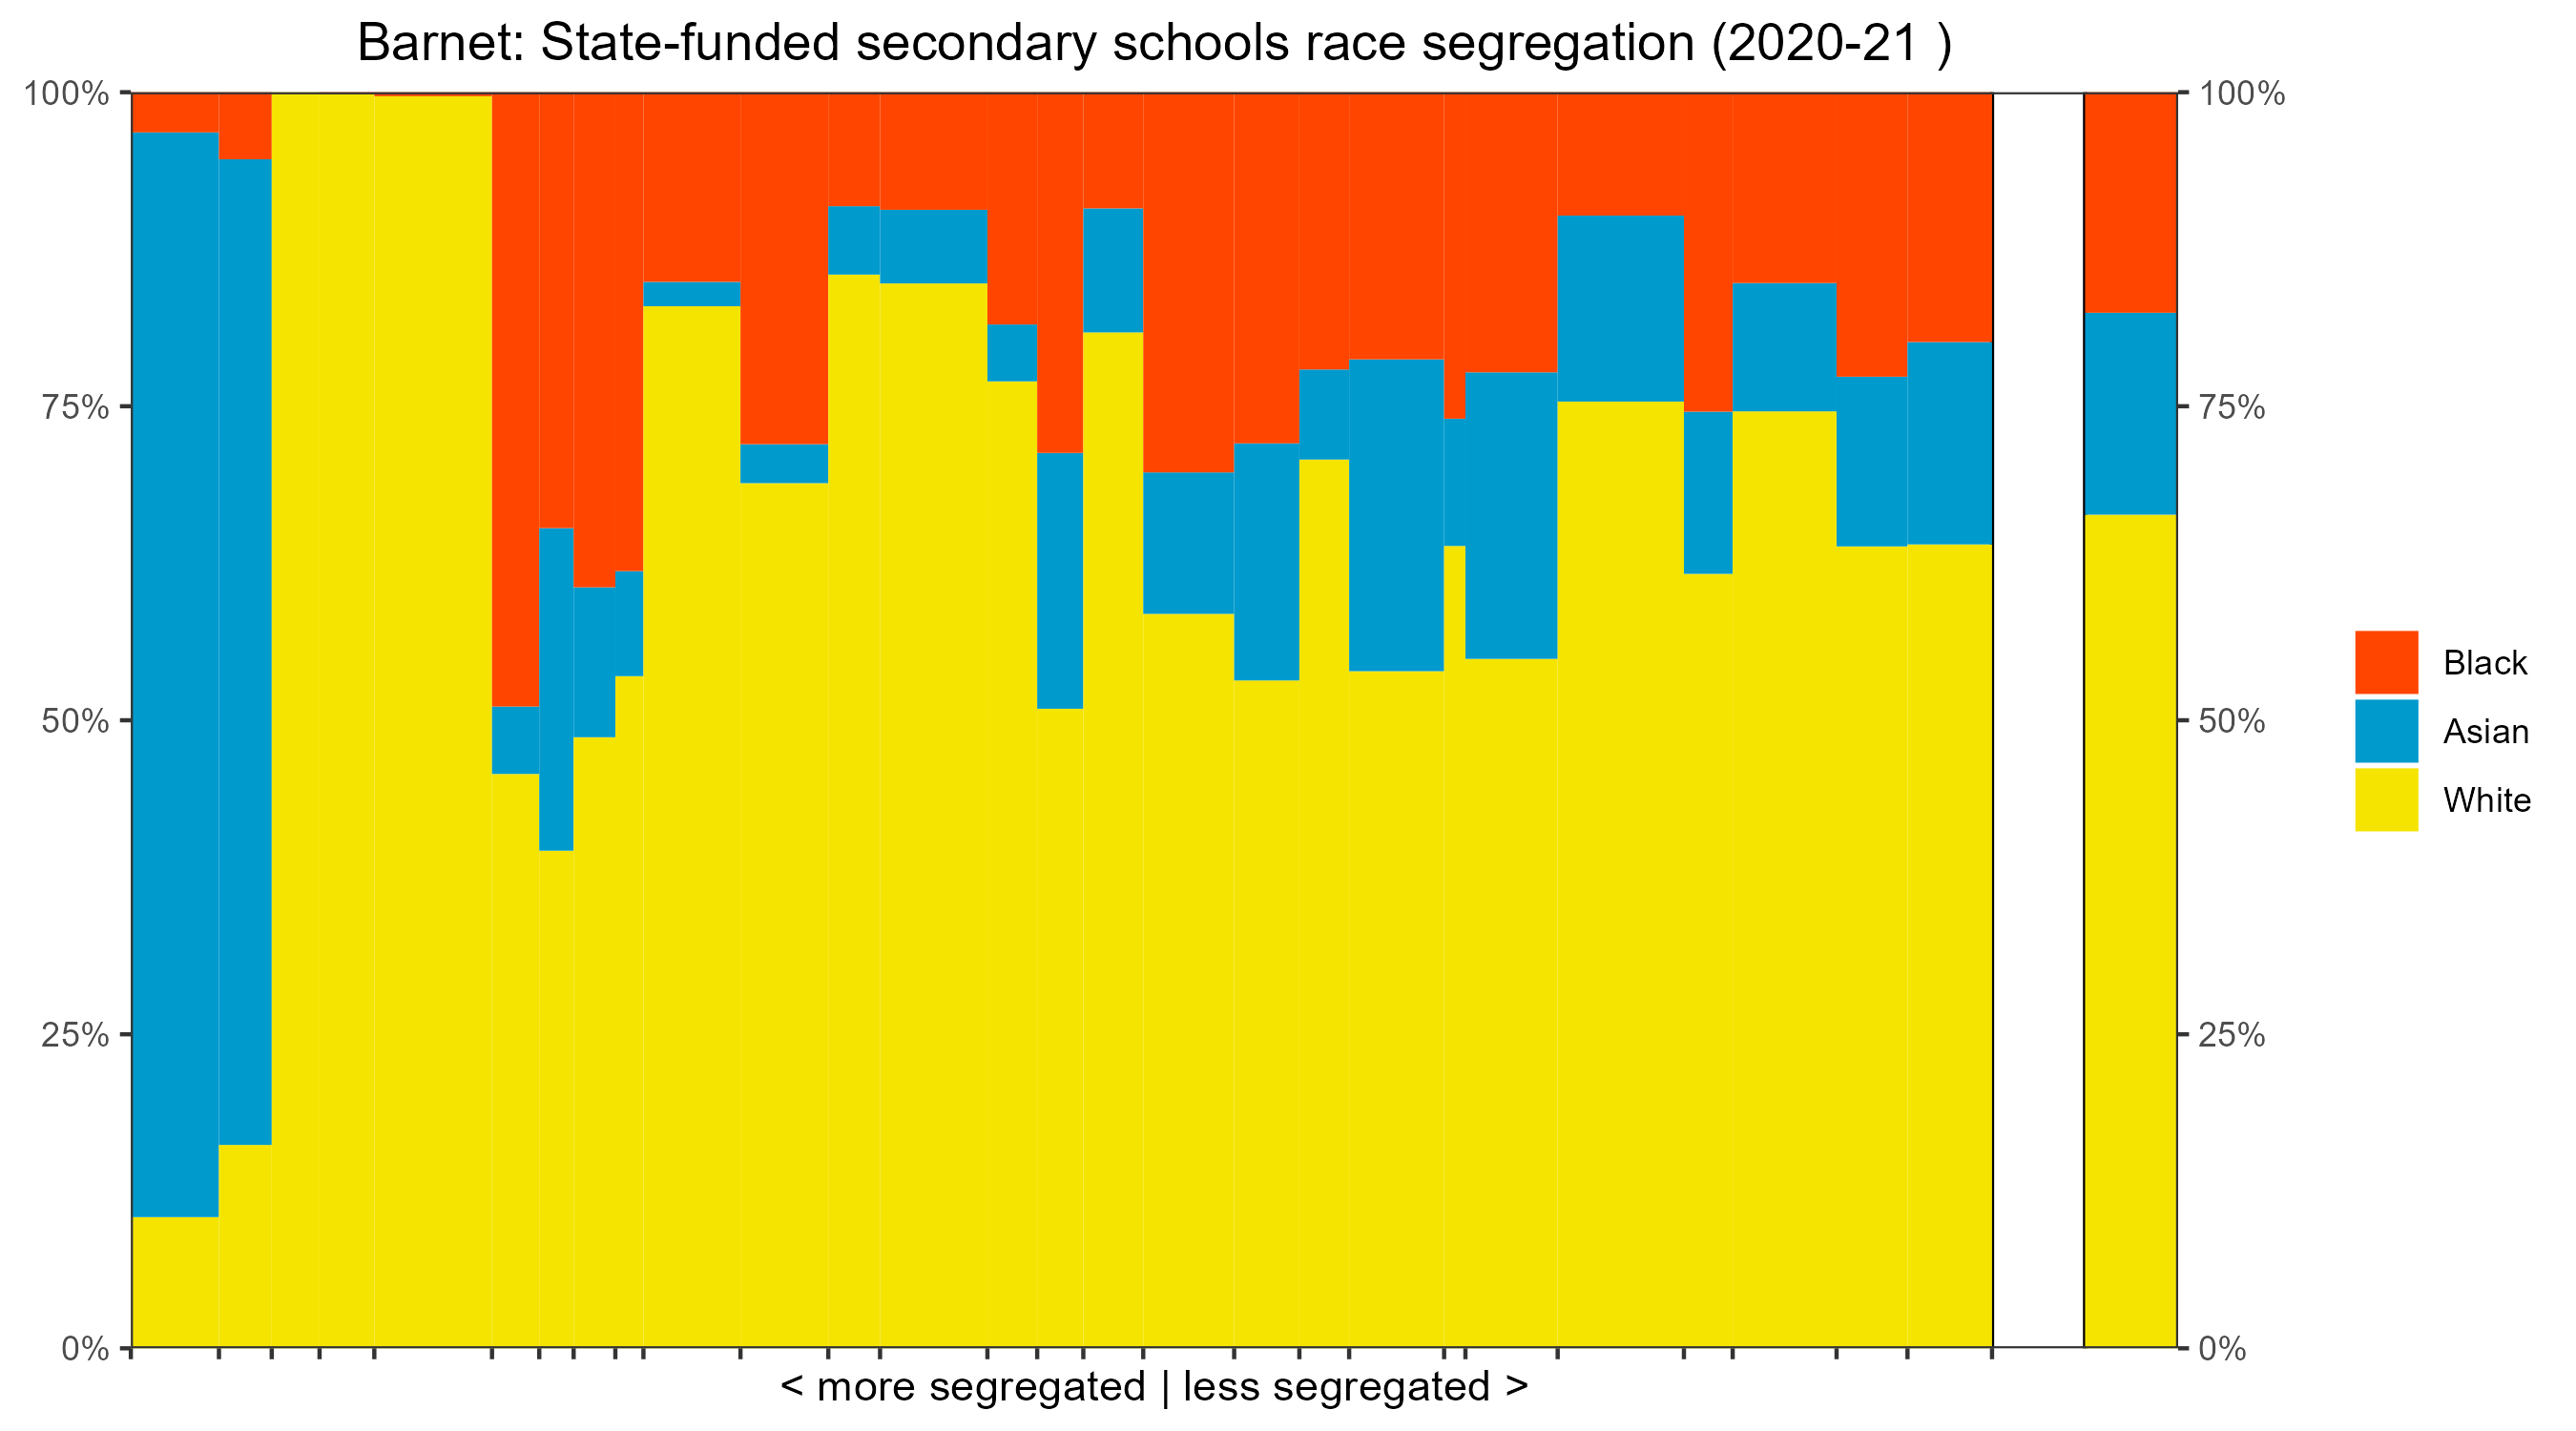 Barnet: State-funded secondary schools race segregation (2020-21 )
100%
75%
50%
25%
0%
100%
75%
50%
25%
0%
Black
Asian
White
< more segregated | less segregated >